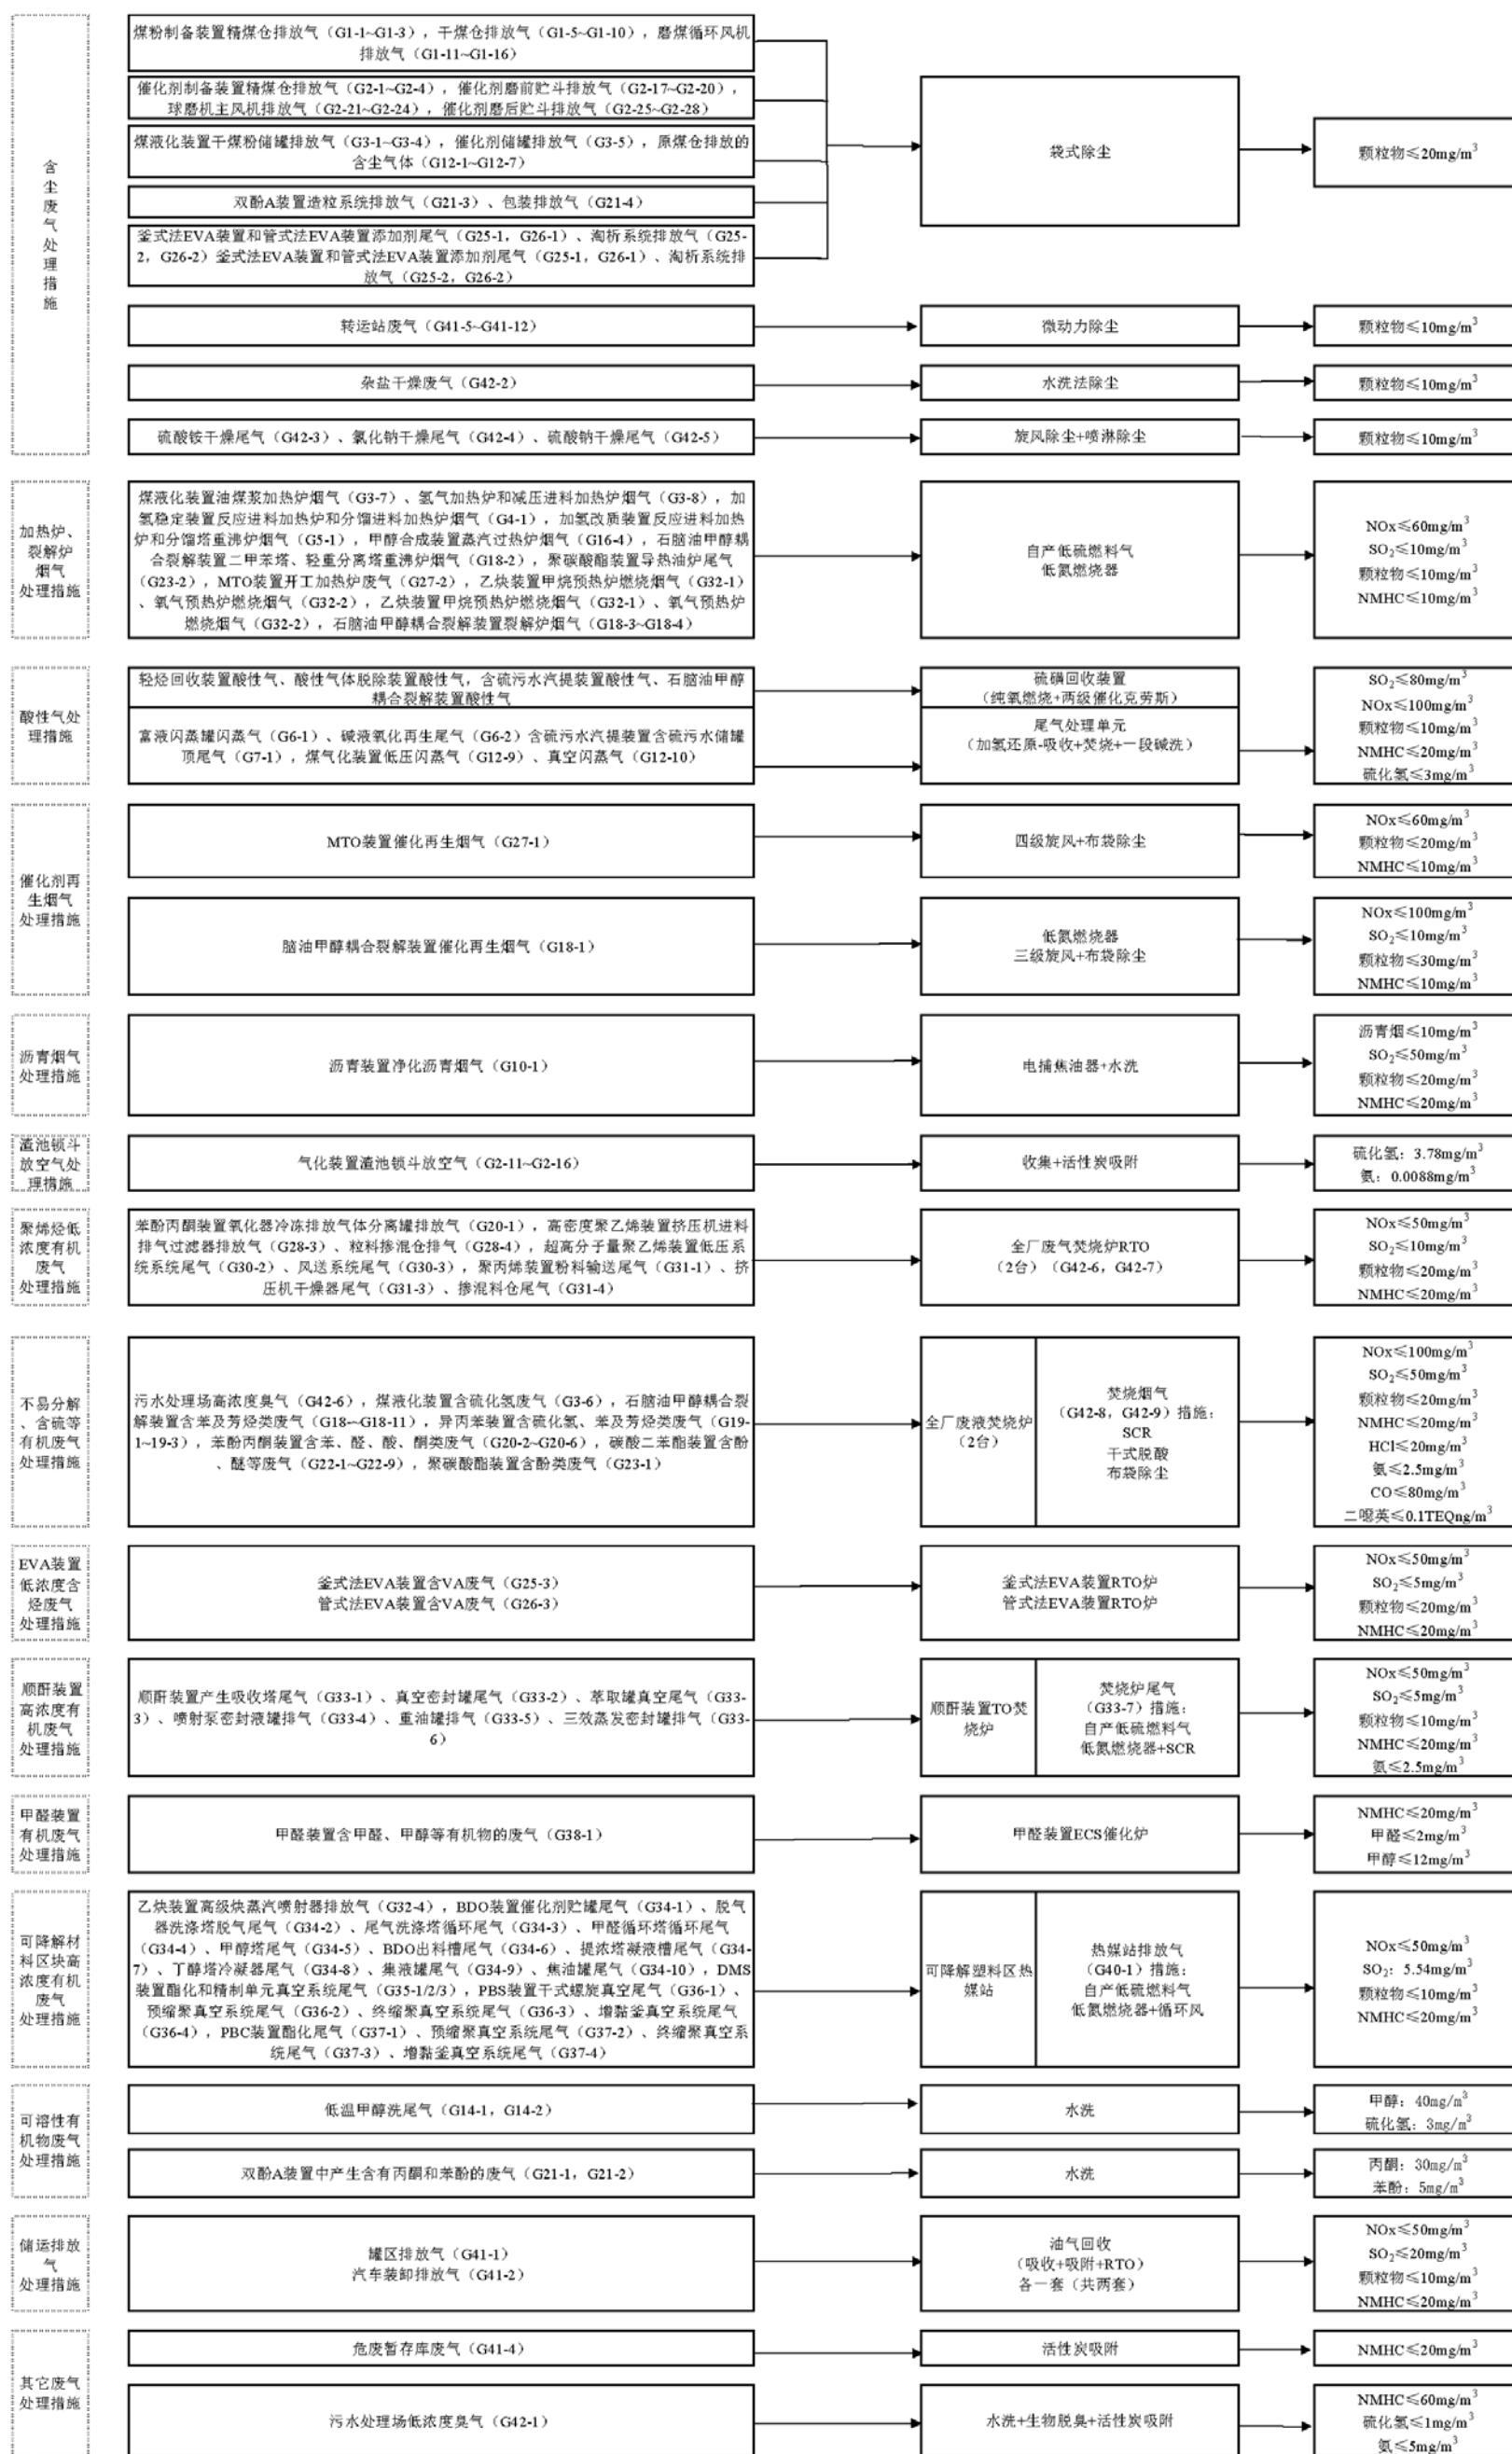 含
尘
废
气
处
理
措
施
煤粉制备装置精煤仓排放气（G1-1~G1-3），干煤仓排放气（G1-5~G1-10），磨煤循环风机
排放气（G1-11~G1-16）
催化剂制备装置精煤仓排放气（G2-1~G2-4），催化剂磨前贮斗排放气（G2-17~G2-20），
球磨机主风机排放气（G2-21~G2-24），催化剂磨后贮斗排放气（G2-25~G2-28）
煤液化装置干煤粉储罐排放气（G3-1~G3-4），催化剂储罐排放气（G3-5），原煤仓排放的
含尘气体（G12-1~G12-7）
双酚A装置造粒系统排放气（G21-3）、包装排放气（G21-4）
釜式法EVA装置和管式法EVA装置添加剂尾气（G25-1，G26-1）、淘析系统排放气（G25-
2，G26-2）釜式法EVA装置和管式法EVA装置添加剂尾气（G25-1，G26-1）、淘析系统排
放气（G25-2，G26-2）
袋式除尘
颗粒物≤20mg/m³
转运站废气（G41-5~G41-12）
微动力除尘
颗粒物≤10mg/m³
杂盐干燥废气（G42-2）
水洗法除尘
颗粒物≤10mg/m³
硫酸铵干燥尾气（G42-3）、氯化钠干燥尾气（G42-4）、硫酸钠干燥尾气（G42-5）
旋风除尘+喷淋除尘
颗粒物≤10mg/m³
加热炉、
裂解炉
烟气
处理措施
煤液化装置油煤浆加热炉烟气（G3-7）、氢气加热炉和减压进料加热炉烟气（G3-8），加
氢稳定装置反应进料加热炉和分馏进料加热炉烟气（G4-1），加氢改质装置反应进料加热
炉和分馏塔重沸炉烟气（G5-1），甲醇合成装置蒸汽过热炉烟气（G16-4），石脑油甲醇耦
合裂解装置二甲苯塔、轻重分离塔重沸炉烟气（G18-2），聚碳酸酯装置导热油炉尾气
（G23-2），MTO装置开工加热炉废气（G27-2），乙炔装置甲烷预热炉燃烧烟气（G32-1）
、氧气预热炉燃烧烟气（G32-2），乙炔装置甲烷预热炉燃烧烟气（G32-1）、氧气预热炉
燃烧烟气（G32-2），石脑油甲醇耦合裂解装置裂解炉烟气（G18-3~G18-4）
自产低硫燃料气
低氮燃烧器
NOx≤60mg/m³
SO₂≤10mg/m³
颗粒物≤10mg/m³
NMHC≤10mg/m³
酸性气处
理措施
轻烃回收装置酸性气、酸性气体脱除装置酸性气，含硫污水汽提装置酸性气、石脑油甲醇
耦合裂解装置酸性气
硫磺回收装置
（纯氧燃烧+两级催化克劳斯）
富液闪蒸罐闪蒸气（G6-1）、碱液氧化再生尾气（G6-2）含硫污水汽提装置含硫污水储罐
顶尾气（G7-1），煤气化装置低压闪蒸气（G12-9）、真空闪蒸气（G12-10）
尾气处理单元
（加氢还原-吸收+焚烧+一段碱洗）
SO₂≤80mg/m³
NOx≤100mg/m³
颗粒物≤10mg/m³
NMHC≤20mg/m³
硫化氢≤3mg/m³
催化剂再
生烟气
处理措施
MTO装置催化再生烟气（G27-1）
四级旋风+布袋除尘
NOx≤60mg/m³
颗粒物≤20mg/m³
NMHC≤10mg/m³
脑油甲醇耦合裂解装置催化再生烟气（G18-1）
低氮燃烧器
三级旋风+布袋除尘
NOx≤100mg/m³
SO₂≤10mg/m³
颗粒物≤30mg/m³
NMHC≤10mg/m³
沥青烟气
处理措施
沥青装置净化沥青烟气（G10-1）
电捕焦油器+水洗
沥青烟≤10mg/m³
SO₂≤50mg/m³
颗粒物≤20mg/m³
NMHC≤20mg/m³
渣池锁斗
放空气处
理措施
气化装置渣池锁斗放空气（G2-11~G2-16）
收集+活性炭吸附
硫化氢：3.78mg/m³
氨：0.0088mg/m³
聚烯烃低
浓度有机
废气
处理措施
苯酚丙酮装置氧化器冷冻排放气体分离罐排放气（G20-1），高密度聚乙烯装置挤压机进料
排气过滤器排放气（G28-3）、粒料掺混仓排气（G28-4），超高分子量聚乙烯装置低压系
统系统尾气（G30-2）、风送系统尾气（G30-3），聚丙烯装置粉料输送尾气（G31-1）、挤
压机干燥器尾气（G31-3）、掺混料仓尾气（G31-4）
全厂废气焚烧炉RTO
（2台）（G42-6，G42-7）
NOx≤50mg/m³
SO₂≤10mg/m³
颗粒物≤20mg/m³
NMHC≤20mg/m³
不易分解
、含硫等
有机废气
处理措施
污水处理场高浓度臭气（G42-6），煤液化装置含硫化氢废气（G3-6），石脑油甲醇耦合裂
解装置含苯及芳烃类废气（G18-~G18-11），异丙苯装置含硫化氢、苯及芳烃类废气（G19-
1~19-3），苯酚丙酮装置含苯、醛、酸、酮类废气（G20-2~G20-6），碳酸二苯酯装置含酚
、醚等废气（G22-1~G22-9），聚碳酸酯装置含酚类废气（G23-1）
全厂废液焚烧炉
（2台）
焚烧烟气
（G42-8，G42-9）措施：
SCR
干式脱酸
布袋除尘
NOx≤100mg/m³
SO₂≤50mg/m³
颗粒物≤20mg/m³
NMHC≤20mg/m³
HCl≤20mg/m³
氨≤2.5mg/m³
CO≤80mg/m³
二噁英≤0.1TEQng/m³
EVA装置
低浓度含
烃废气
处理措施
釜式法EVA装置含VA废气（G25-3）
管式法EVA装置含VA废气（G26-3）
釜式法EVA装置RTO炉
管式法EVA装置RTO炉
NOx≤50mg/m³
SO₂≤5mg/m³
颗粒物≤20mg/m³
NMHC≤20mg/m³
顺酐装置
高浓度有
机废气
处理措施
顺酐装置产生吸收塔尾气（G33-1）、真空密封罐尾气（G33-2）、萃取罐真空尾气（G33-
3）、喷射泵密封液罐排气（G33-4）、重油罐排气（G33-5）、三效蒸发密封罐排气（G33-
6）
顺酐装置TO焚
烧炉
焚烧炉尾气
（G33-7）措施：
自产低硫燃料气
低氮燃烧器+SCR
NOx≤50mg/m³
SO₂≤5mg/m³
颗粒物≤10mg/m³
NMHC≤20mg/m³
氨≤2.5mg/m³
甲醛装置
有机废气
处理措施
甲醛装置含甲醛、甲醇等有机物的废气（G38-1）
甲醛装置ECS催化炉
NMHC≤20mg/m³
甲醛≤2mg/m³
甲醇≤12mg/m³
可降解材
料区块高
浓度有机
废气
处理措施
乙炔装置高级炔蒸汽喷射器排放气（G32-4），BDO装置催化剂贮罐尾气（G34-1）、脱气
器洗涤塔脱气尾气（G34-2）、尾气洗涤塔循环尾气（G34-3）、甲醛循环塔循环尾气
（G34-4）、甲醇塔尾气（G34-5）、BDO出料槽尾气（G34-6）、提浓塔凝液槽尾气（G34-
7）、丁醇塔冷凝器尾气（G34-8）、集液罐尾气（G34-9）、焦油罐尾气（G34-10），DMS
装置酯化和精制单元真空系统尾气（G35-1/2/3），PBS装置干式螺旋真空尾气（G36-1）、
预缩聚真空系统尾气（G36-2）、终缩聚真空系统尾气（G36-3）、增黏釜真空系统尾气
（G36-4），PBC装置酯化尾气（G37-1）、预缩聚真空系统尾气（G37-2）、终缩聚真空系
统尾气（G37-3）、增黏釜真空系统尾气（G37-4）
可降解塑料区热
媒站
热媒站排放气
（G40-1）措施：
自产低硫燃料气
低氮燃烧器+循环风
NOx≤50mg/m³
SO₂：5.54mg/m³
颗粒物≤10mg/m³
NMHC≤20mg/m³
可溶性有
机物废气
处理措施
低温甲醇洗尾气（G14-1，G14-2）
水洗
甲醇：40mg/m³
硫化氢：3mg/m³
双酚A装置中产生含有丙酮和苯酚的废气（G21-1，G21-2）
水洗
丙酮：30mg/m³
苯酚：5mg/m³
储运排放
气
处理措施
罐区排放气（G41-1）
汽车装卸排放气（G41-2）
油气回收
（吸收+吸附+RTO）
各一套（共两套）
NOx≤50mg/m³
SO₂≤20mg/m³
颗粒物≤10mg/m³
NMHC≤20mg/m³
其它废气
处理措施
危废暂存库废气（G41-4）
活性炭吸附
NMHC≤20mg/m³
污水处理场低浓度臭气（G42-1）
水洗+生物脱臭+活性炭吸附
NMHC≤60mg/m³
硫化氢≤1mg/m³
氨≤5mg/m³